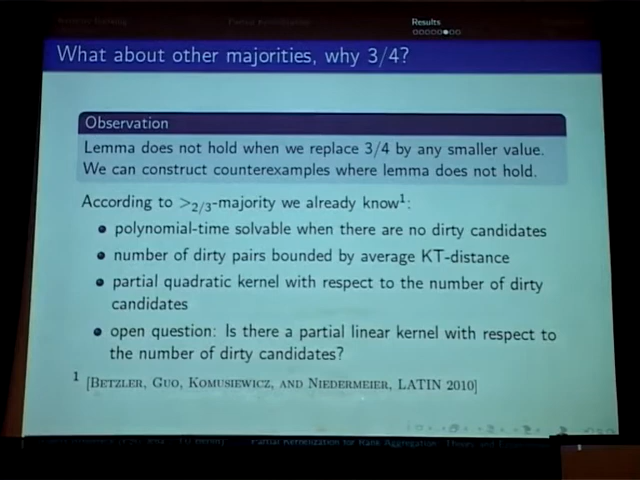 Results
What about other majorities, why 3/4?
Observation
Lemma does not hold when we replace 3/4 by any smaller value.
We can construct counterexamples where lemma does not hold.
According to >2/3-majority we already know1:
polynomial-time solvable when there are no dirty candidates
number of dirty pairs bounded by average KT-distance
partial quadratic kernel with respect to the number of dirty
candidates
open question: Is there a partial linear kernel with respect to
the number of dirty candidates?
1 [Betzler, Guo, Komusiewicz, and Niedermeier, LATIN 2010]
Partial Kernelization for Rank Aggregation: